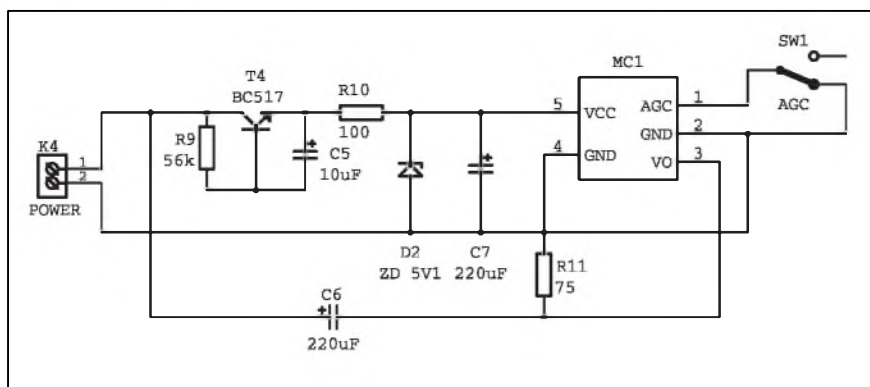 SW1
MC1
T4
BC517
R10
1
AGC
AGC
5
VCC
R9
56k
100
GND
2
K4
C5
10uF
4
GND
VO
3
1
2
POWER
D2
ZD 5V1
C7
220uF
R11
75
C6
220uF